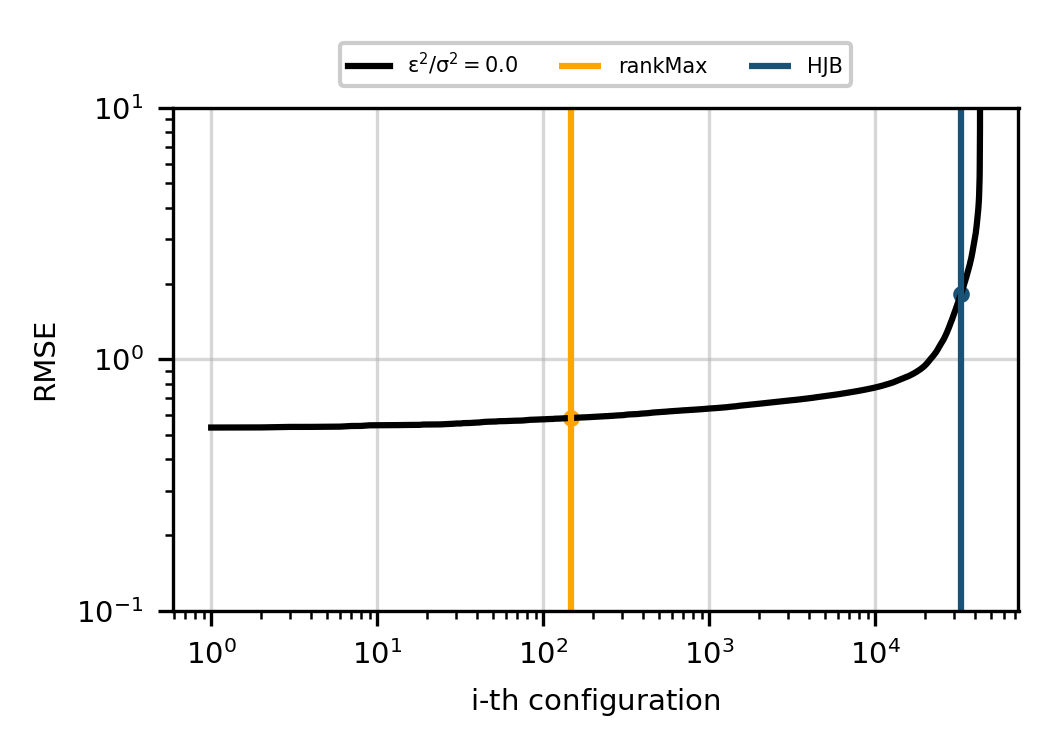 ε²/σ² = 0.0 rankMax HJB
10¹
10⁰
10⁻¹
RMSE
10⁰ 10¹ 10² 10³ 10⁴
i-th configuration